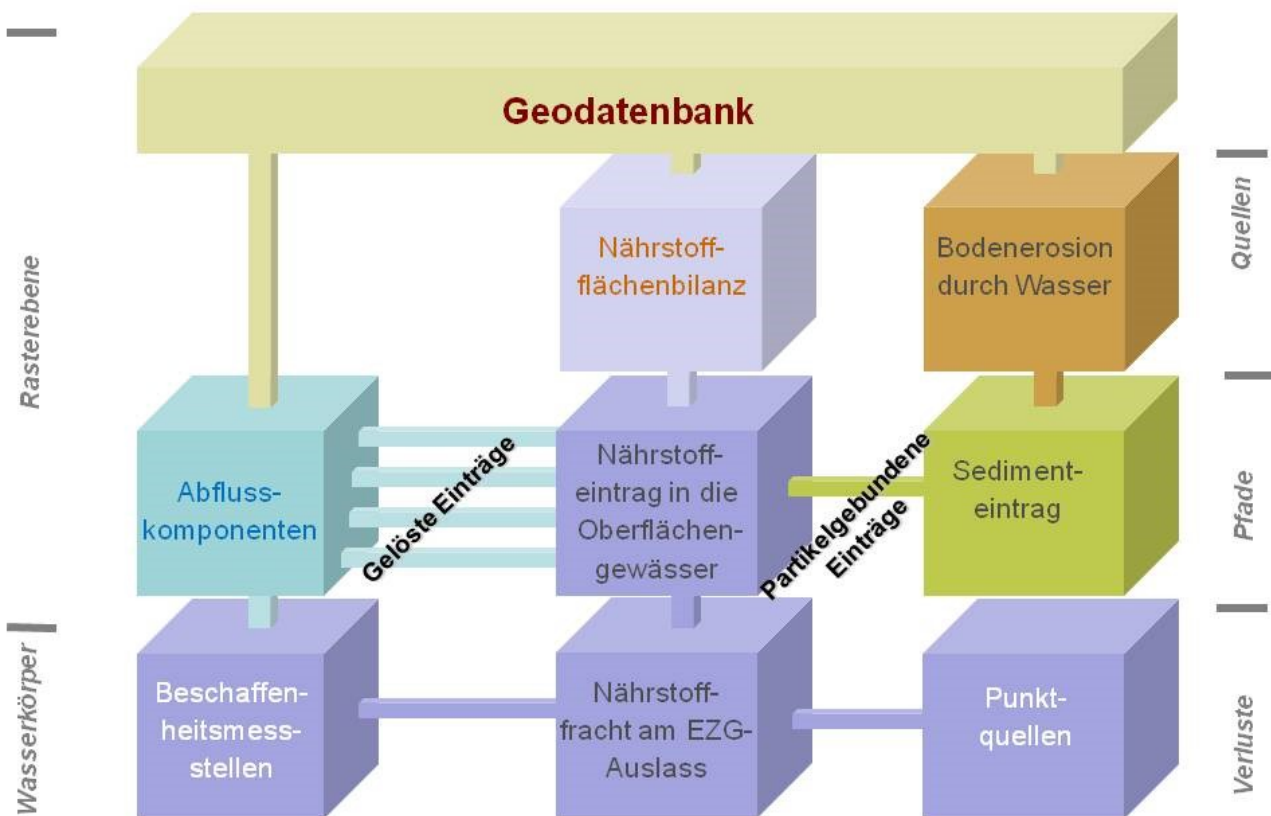 Geodatenbank
Rasterebene
Quellen
Nährstoff-
flächenbilanz
Bodenerosion
durch Wasser
Abfluss-
komponenten
Gelöste Einträge
Nährstoff-
eintrag in die
Oberflächen-
gewässer
Partikelgebundene
Einträge
Sediment-
eintrag
Pfade
Wasserkörper
Beschaffen-
heitsmess-
stellen
Nährstoff-
fracht am EZG-
Auslass
Punkt-
quellen
Verluste